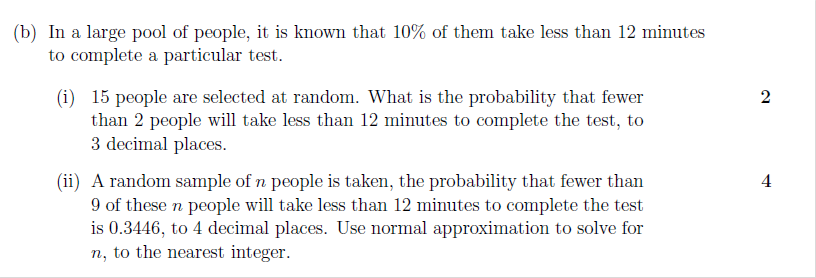 (b) In a large pool of people, it is known that 10% of them take less than 12 minutes
to complete a particular test.
(i) 15 people are selected at random. What is the probability that fewer 2
than 2 people will take less than 12 minutes to complete the test, to
3 decimal places.
(ii) A random sample of n people is taken, the probability that fewer than 4
9 of these n people will take less than 12 minutes to complete the test
is 0.3446, to 4 decimal places. Use normal approximation to solve for
n, to the nearest integer.